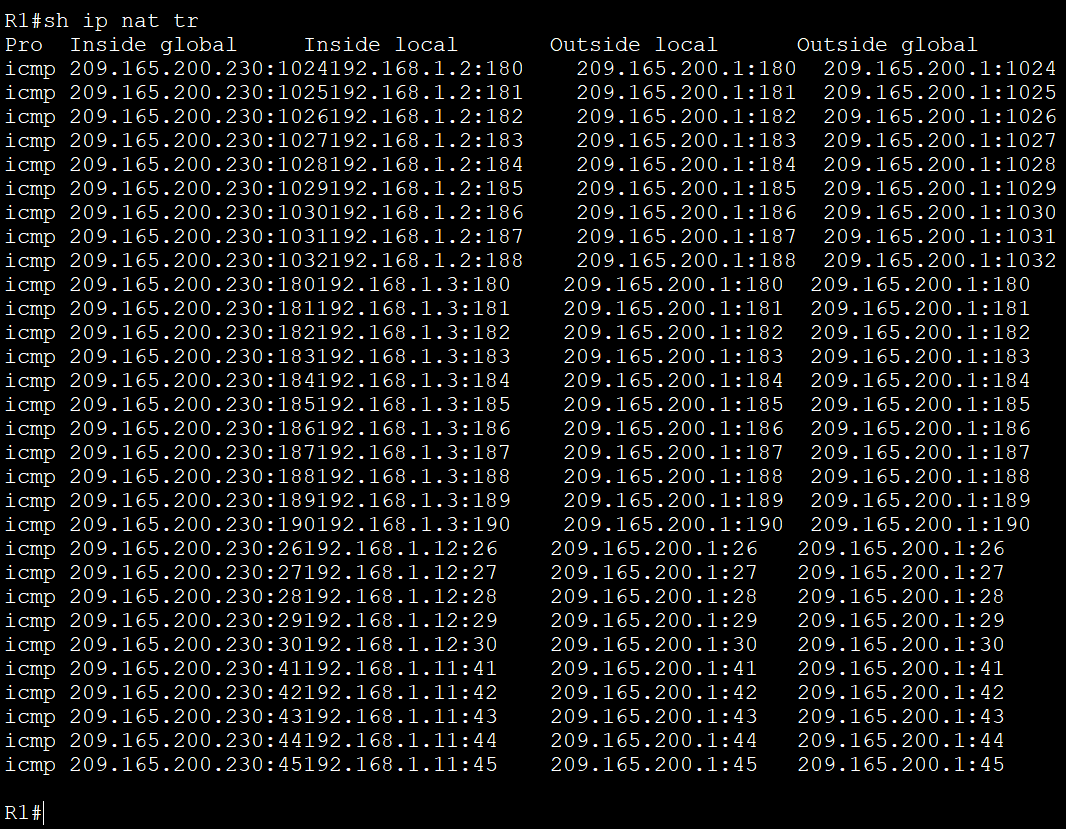 R1#sh ip nat tr
Pro  Inside global     Inside local       Outside local      Outside global
icmp 209.165.200.230:1024192.168.1.2:180    209.165.200.1:180  209.165.200.1:1024
icmp 209.165.200.230:1025192.168.1.2:181    209.165.200.1:181  209.165.200.1:1025
icmp 209.165.200.230:1026192.168.1.2:182    209.165.200.1:182  209.165.200.1:1026
icmp 209.165.200.230:1027192.168.1.2:183    209.165.200.1:183  209.165.200.1:1027
icmp 209.165.200.230:1028192.168.1.2:184    209.165.200.1:184  209.165.200.1:1028
icmp 209.165.200.230:1029192.168.1.2:185    209.165.200.1:185  209.165.200.1:1029
icmp 209.165.200.230:1030192.168.1.2:186    209.165.200.1:186  209.165.200.1:1030
icmp 209.165.200.230:1031192.168.1.2:187    209.165.200.1:187  209.165.200.1:1031
icmp 209.165.200.230:1032192.168.1.2:188    209.165.200.1:188  209.165.200.1:1032
icmp 209.165.200.230:180192.168.1.3:180    209.165.200.1:180  209.165.200.1:180
icmp 209.165.200.230:181192.168.1.3:181    209.165.200.1:181  209.165.200.1:181
icmp 209.165.200.230:182192.168.1.3:182    209.165.200.1:182  209.165.200.1:182
icmp 209.165.200.230:183192.168.1.3:183    209.165.200.1:183  209.165.200.1:183
icmp 209.165.200.230:184192.168.1.3:184    209.165.200.1:184  209.165.200.1:184
icmp 209.165.200.230:185192.168.1.3:185    209.165.200.1:185  209.165.200.1:185
icmp 209.165.200.230:186192.168.1.3:186    209.165.200.1:186  209.165.200.1:186
icmp 209.165.200.230:187192.168.1.3:187    209.165.200.1:187  209.165.200.1:187
icmp 209.165.200.230:188192.168.1.3:188    209.165.200.1:188  209.165.200.1:188
icmp 209.165.200.230:189192.168.1.3:189    209.165.200.1:189  209.165.200.1:189
icmp 209.165.200.230:190192.168.1.3:190    209.165.200.1:190  209.165.200.1:190
icmp 209.165.200.230:26192.168.1.12:26    209.165.200.1:26   209.165.200.1:26
icmp 209.165.200.230:27192.168.1.12:27    209.165.200.1:27   209.165.200.1:27
icmp 209.165.200.230:28192.168.1.12:28    209.165.200.1:28   209.165.200.1:28
icmp 209.165.200.230:29192.168.1.12:29    209.165.200.1:29   209.165.200.1:29
icmp 209.165.200.230:30192.168.1.12:30    209.165.200.1:30   209.165.200.1:30
icmp 209.165.200.230:41192.168.1.11:41    209.165.200.1:41   209.165.200.1:41
icmp 209.165.200.230:42192.168.1.11:42    209.165.200.1:42   209.165.200.1:42
icmp 209.165.200.230:43192.168.1.11:43    209.165.200.1:43   209.165.200.1:43
icmp 209.165.200.230:44192.168.1.11:44    209.165.200.1:44   209.165.200.1:44
icmp 209.165.200.230:45192.168.1.11:45    209.165.200.1:45   209.165.200.1:45
R1#